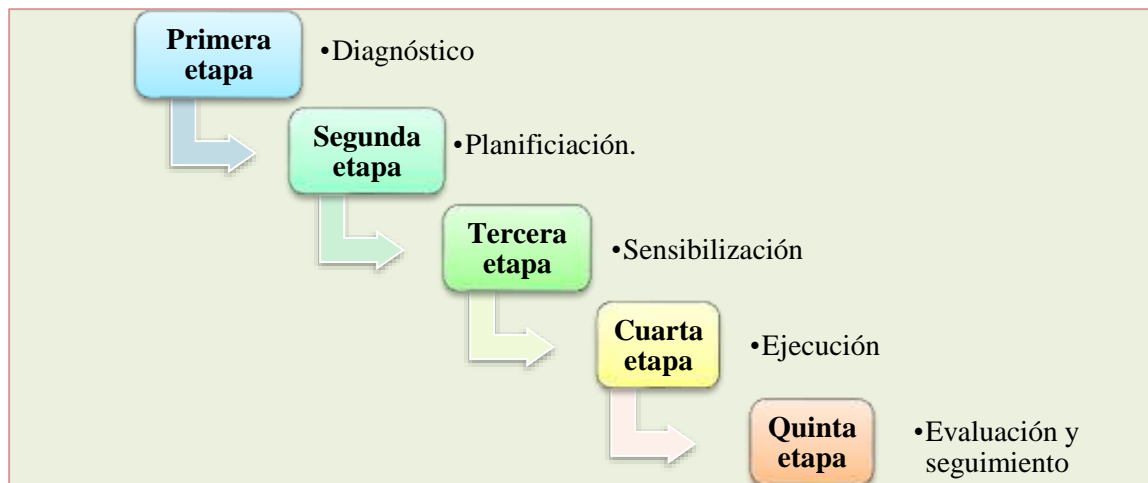 Primera
etapa
•Diagnóstico
Segunda
etapa
•Planificiación.
Tercera
etapa
•Sensibilización
Cuarta
etapa
•Ejecución
Quinta
etapa
•Evaluación y
seguimiento